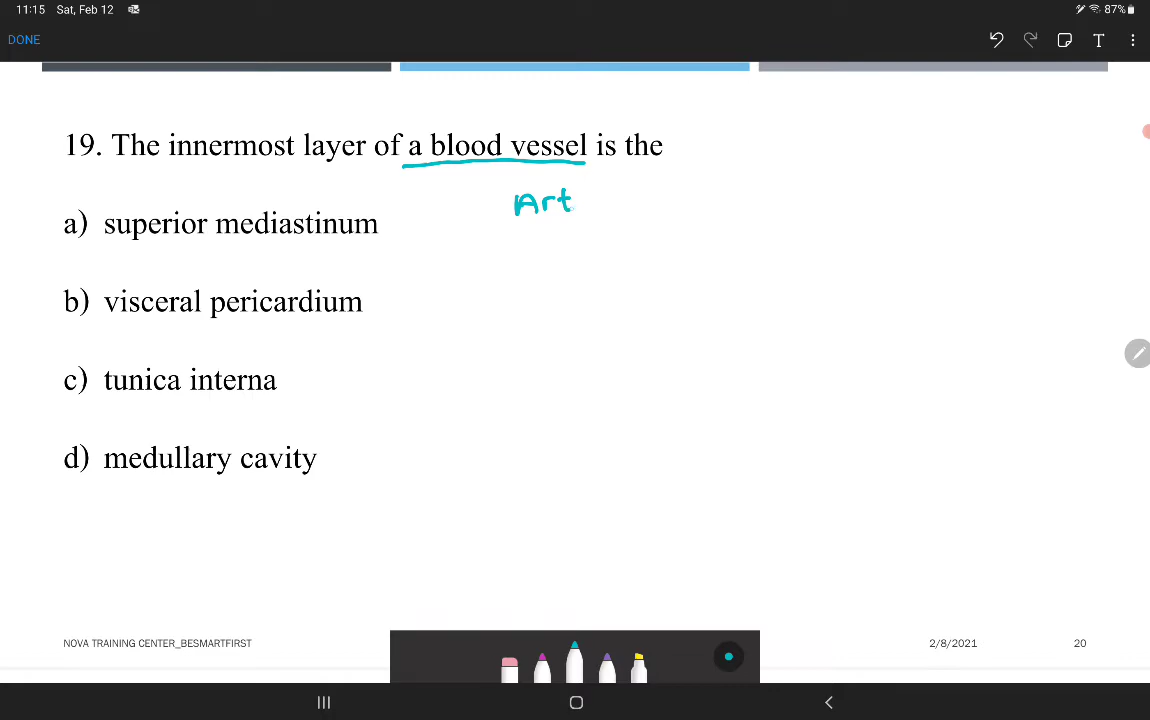 11:15 Sat, Feb 12 87%
DONE T
19. The innermost layer of a blood vessel is the
Art
a) superior mediastinum
b) visceral pericardium
c) tunica interna
d) medullary cavity
NOVA TRAINING CENTER_BESMARTFIRST 2/8/2021 20